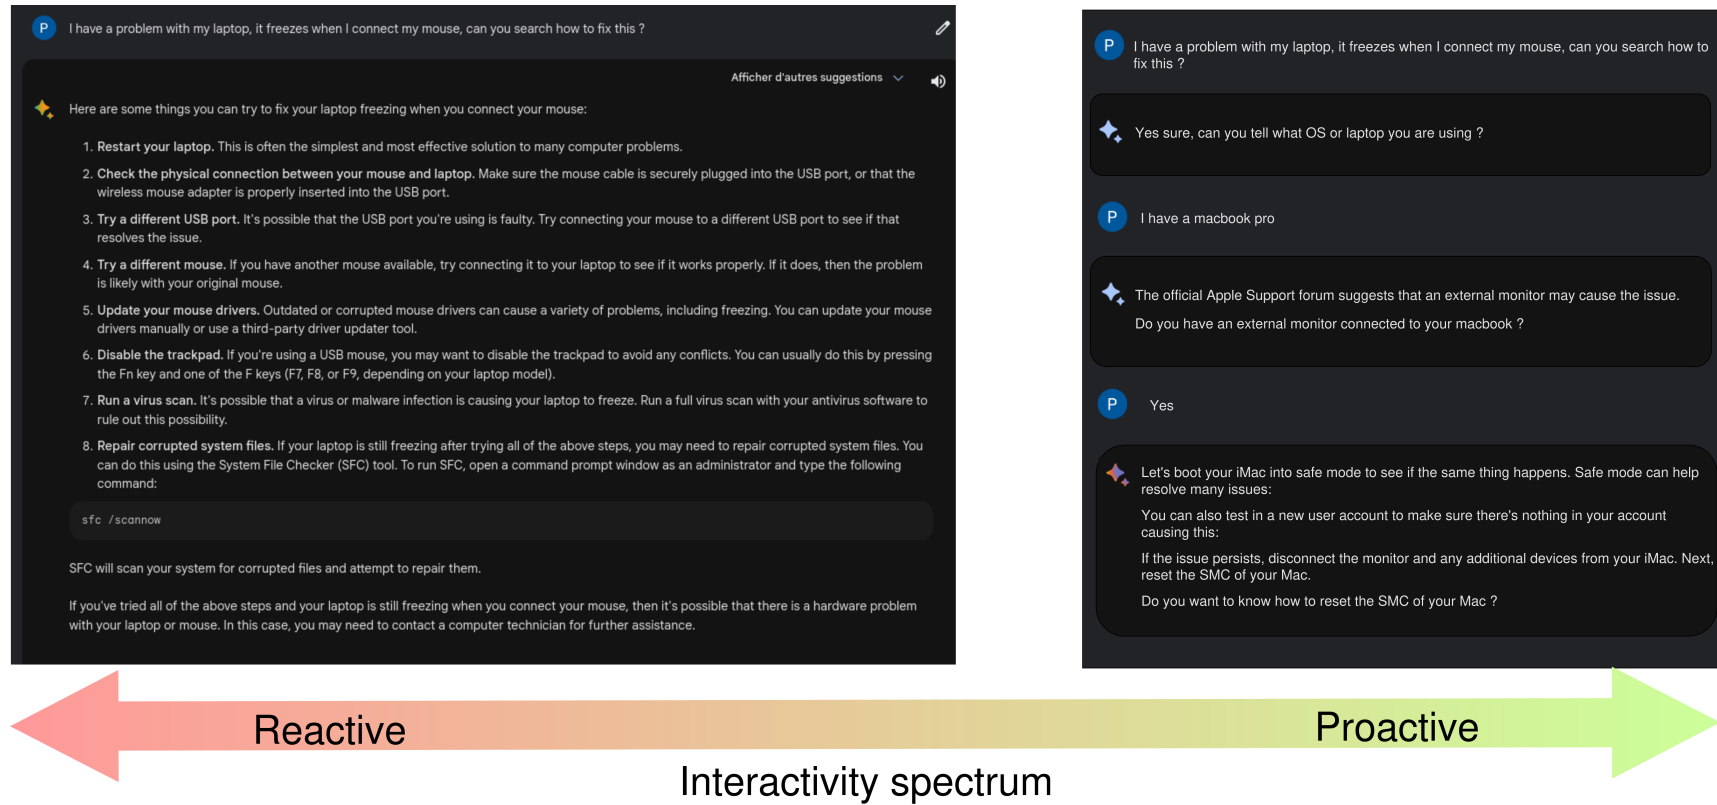 P
I have a problem with my laptop, it freezes when I connect my mouse, can you search how to fix this ?
Afficher d'autres suggestions
Here are some things you can try to fix your laptop freezing when you connect your mouse:
1. Restart your laptop. This is often the simplest and most effective solution to many computer problems.
2. Check the physical connection between your mouse and laptop. Make sure the mouse cable is securely plugged into the USB port, or that the
wireless mouse adapter is properly inserted into the USB port.
3. Try a different USB port. It's possible that the USB port you're using is faulty. Try connecting your mouse to a different USB port to see if that
resolves the issue.
4. Try a different mouse. If you have another mouse available, try connecting it to your laptop to see if it works properly. If it does, then the problem
is likely with your original mouse.
5. Update your mouse drivers. Outdated or corrupted mouse drivers can cause a variety of problems, including freezing. You can update your mouse
drivers manually or use a third-party driver updater tool.
6. Disable the trackpad. If you're using a USB mouse, you may want to disable the trackpad to avoid any conflicts. You can usually do this by pressing
the Fn key and one of the F keys (F7, F8, or F9, depending on your laptop model).
7. Run a virus scan. It's possible that a virus or malware infection is causing your laptop to freeze. Run a full virus scan with your antivirus software to
rule out this possibility.
8. Repair corrupted system files. If your laptop is still freezing after trying all of the above steps, you may need to repair corrupted system files. You
can do this using the System File Checker (SFC) tool. To run SFC, open a command prompt window as an administrator and type the following
command:
sfc /scannow
SFC will scan your system for corrupted files and attempt to repair them.
If you've tried all of the above steps and your laptop is still freezing when you connect your mouse, then it's possible that there is a hardware problem
with your laptop or mouse. In this case, you may need to contact a computer technician for further assistance.
P
I have a problem with my laptop, it freezes when I connect my mouse, can you search how to
fix this ?
Yes sure, can you tell what OS or laptop you are using ?
P
I have a macbook pro
The official Apple Support forum suggests that an external monitor may cause the issue.
Do you have an external monitor connected to your macbook ?
P
Yes
Let's boot your iMac into safe mode to see if the same thing happens. Safe mode can help
resolve many issues:
You can also test in a new user account to make sure there's nothing in your account
causing this:
If the issue persists, disconnect the monitor and any additional devices from your iMac. Next,
reset the SMC of your Mac.
Do you want to know how to reset the SMC of your Mac ?
Reactive
Proactive
Interactivity spectrum